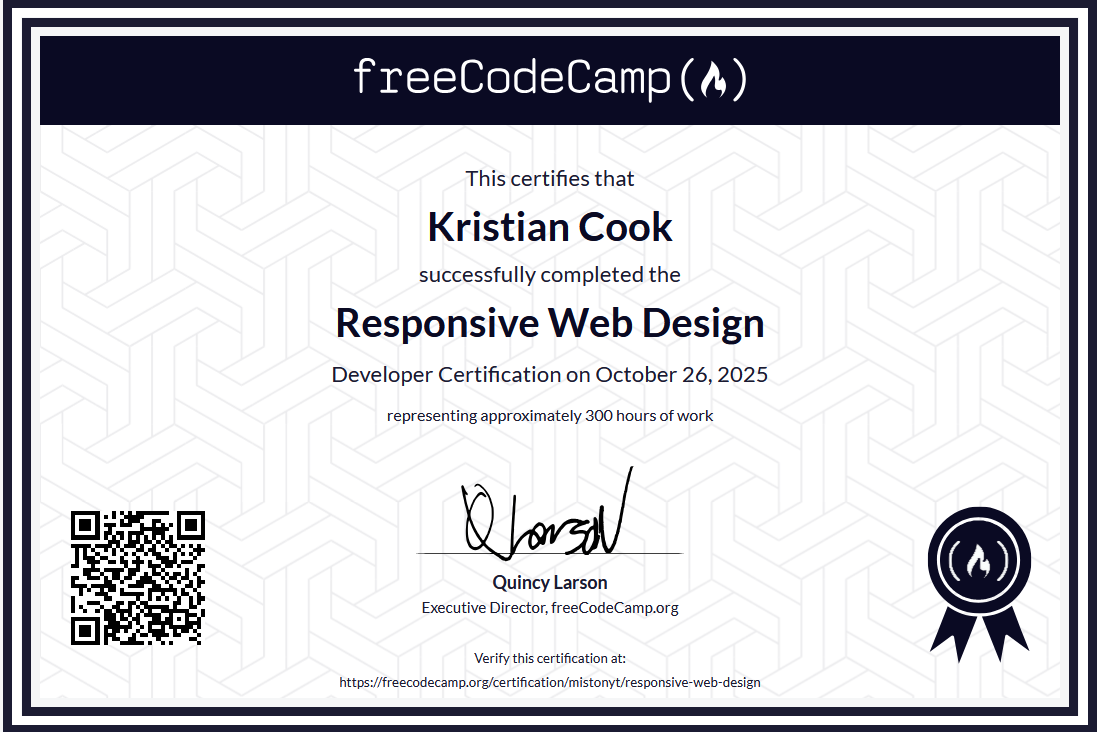 freeCodeCamp
This certifies that
Kristian Cook
successfully completed the
Responsive Web Design
Developer Certification on October 26, 2025
representing approximately 300 hours of work
Quincy Larson
Executive Director, freeCodeCamp.org
Verify this certification at:
https://freecodecamp.org/certification/mistonyt/responsive-web-design